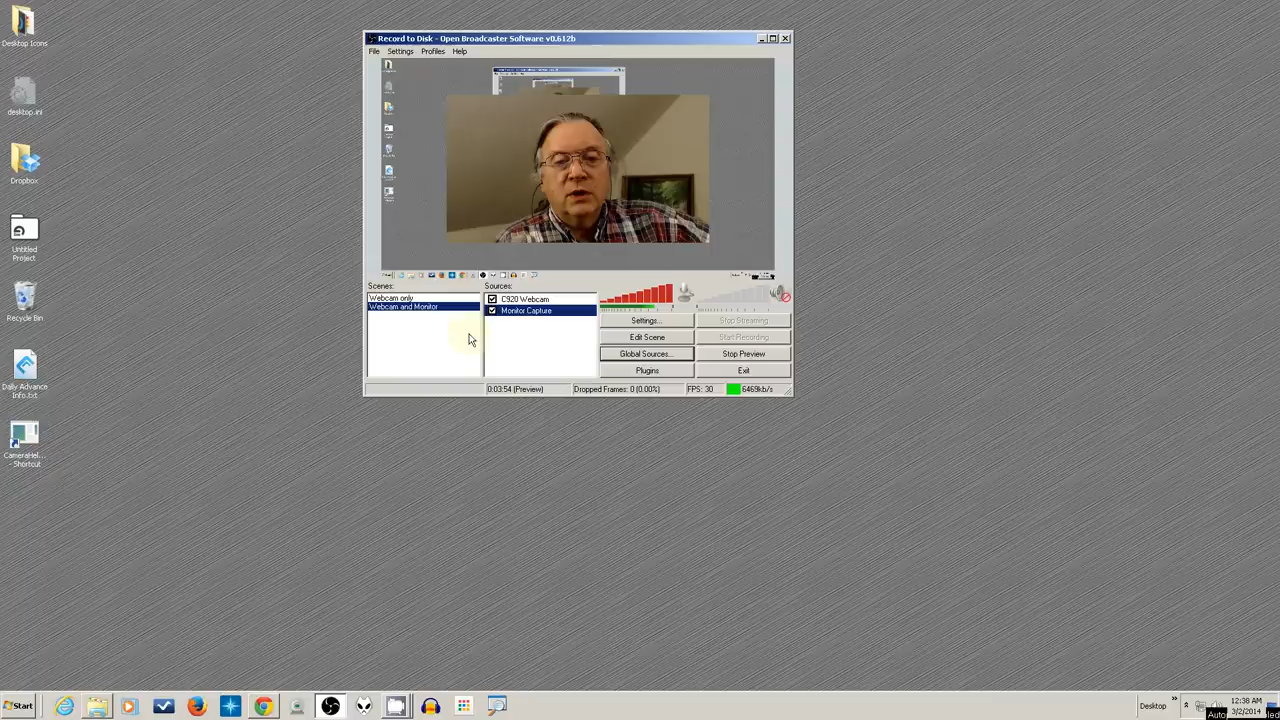 Desktop Icons
desktop.ini
Dropbox
Untitled
Project
Recycle Bin
Daily Advance
Info.txt
CameraHel...
- Shortcut
Record to Disk - Open Broadcaster Software v0.612b
File Settings Profiles Help
Scenes:
Webcam only
Webcam and Monitor
Sources:
C920 Webcam
Monitor Capture
Settings...
Stop Streaming
Edit Scene
Start Recording
Global Sources...
Stop Preview
Plugins
Exit
0:03:54 (Preview)
Dropped Frames: 0 (0.00%)
FPS: 30
6469kb/s
Start
Desktop
12:38 AM
3/2/2014